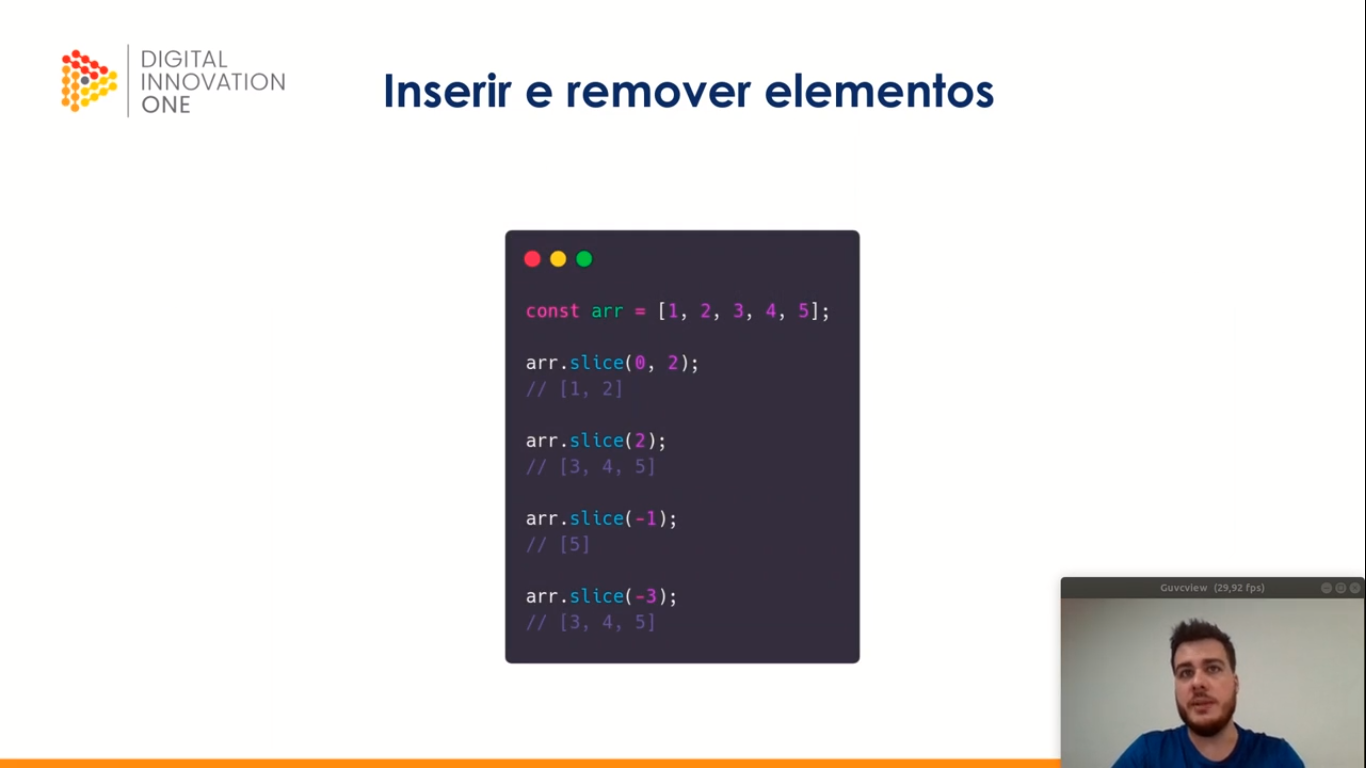 DIGITAL
INNOVATION
ONE
Inserir e remover elementos
const arr = [1, 2, 3, 4, 5];
arr.slice(0, 2);
// [1, 2]
arr.slice(2);
// [3, 4, 5]
arr.slice(-1);
// [5]
arr.slice(-3);
// [3, 4, 5]
Guvcview (29,92 fps)